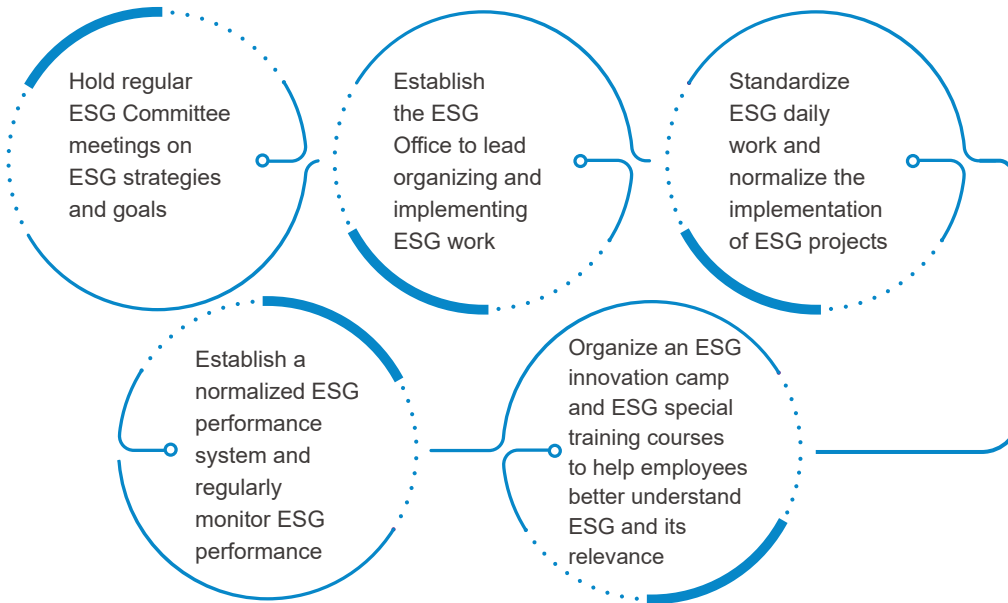 Hold regular
ESG Committee
meetings on
ESG strategies
and goals
Establish
the ESG
Office to lead
organizing and
implementing
ESG work
Standardize
ESG daily
work and
normalize the
implementation
of ESG projects
Establish a
normalized ESG
performance
system and
regularly
monitor ESG
performance
Organize an ESG
innovation camp
and ESG special
training courses
to help employees
better understand
ESG and its
relevance